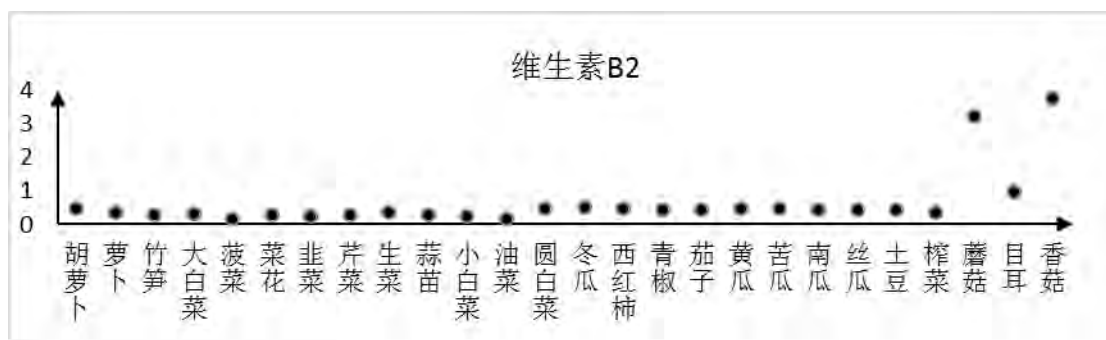 维生素B2
4
3
2
1
0
胡萝卜
萝卜
竹笋
大白菜
菠菜
菜花
韭菜
芹菜
生菜
蒜苗
小白菜
油菜
圆白菜
冬瓜
西红柿
青椒
茄子
黄瓜
苦瓜
南瓜
丝瓜
土豆
榨菜
蘑菇
目耳
香菇